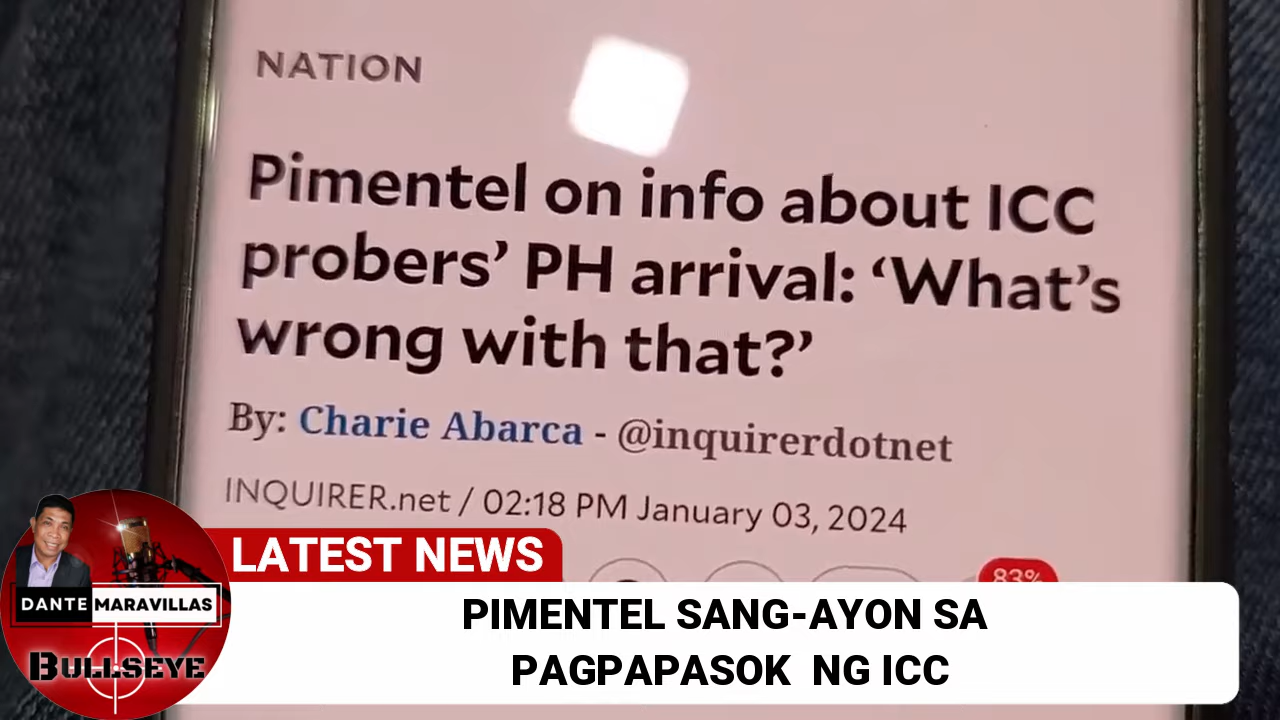 NATION
Pimentel on info about ICC
probers’ PH arrival: ‘What’s
wrong with that?’
By: Charie Abarca - @inquirerdotnet
INQUIRER.net / 02:18 PM January 03, 2024
83%
LATEST NEWS
DANTE MARAVILLAS
BULLSEYE
PIMENTEL SANG-AYON SA
PAGPAPASOK NG ICC